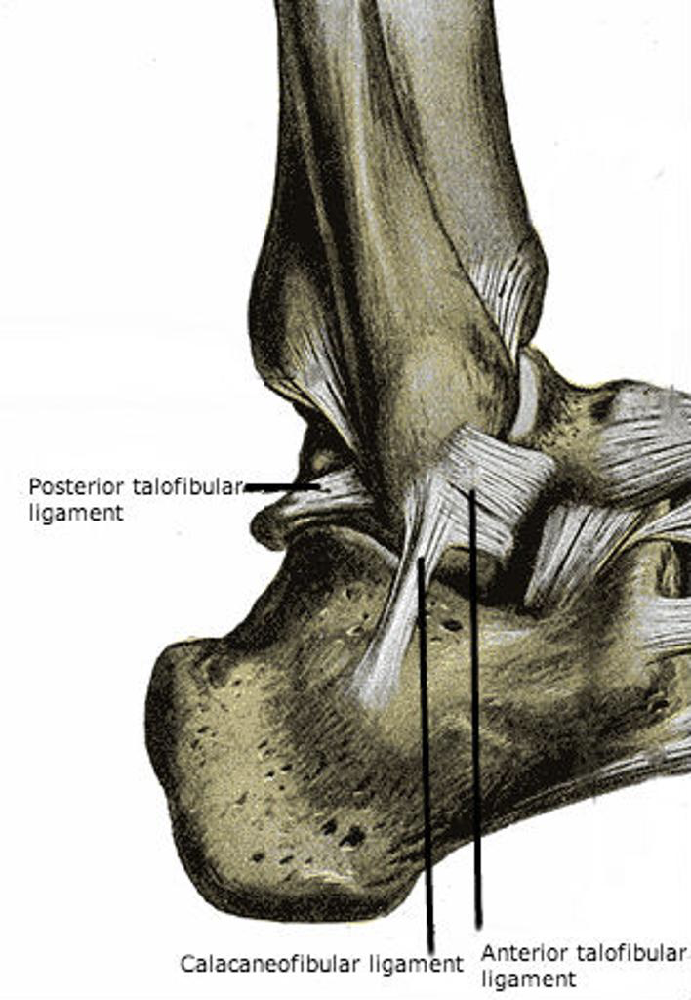 Posterior talofibular
ligament
Calacaneofibular ligament
Anterior talofibular
ligament